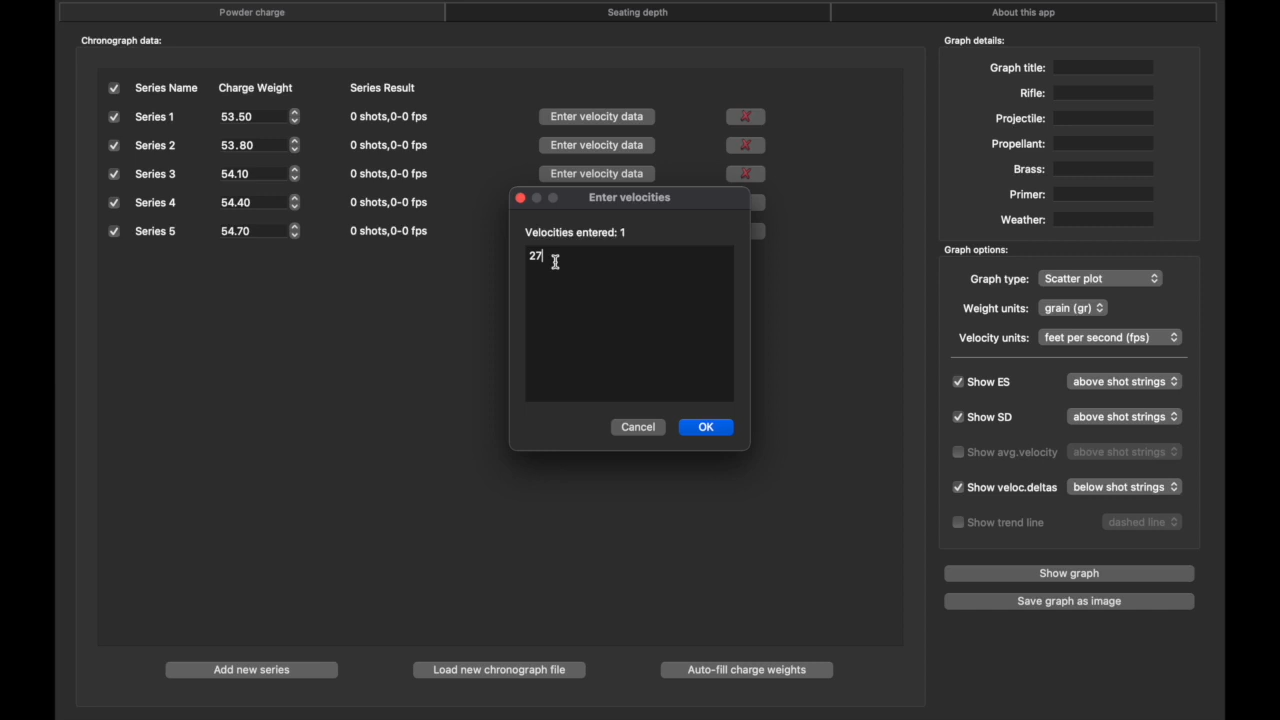 Powder charge
Seating depth
About this app
Chronograph data:
Series Name Charge Weight Series Result
Series 1 53.50 0 shots,0-0 fps Enter velocity data X
Series 2 53.80 0 shots,0-0 fps Enter velocity data X
Series 3 54.10 0 shots,0-0 fps Enter velocity data X
Series 4 54.40 0 shots,0-0 fps
Series 5 54.70 0 shots,0-0 fps
Enter velocities
Velocities entered: 1
27
Cancel OK
Add new series
Load new chronograph file
Auto-fill charge weights
Graph details:
Graph title:
Rifle:
Projectile:
Propellant:
Brass:
Primer:
Weather:
Graph options:
Graph type: Scatter plot
Weight units: grain (gr)
Velocity units: feet per second (fps)
Show ES above shot strings
Show SD above shot strings
Show avg.velocity above shot strings
Show veloc.deltas below shot strings
Show trend line dashed line
Show graph
Save graph as image